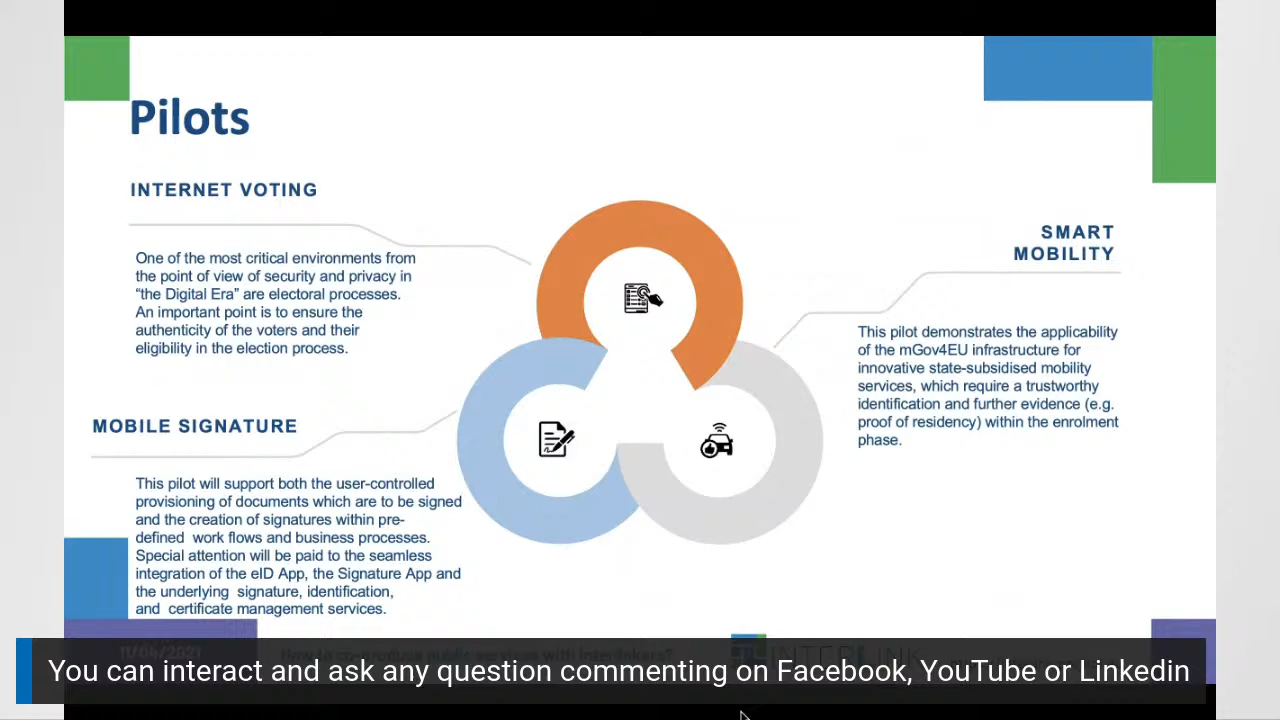 Pilots
INTERNET VOTING
One of the most critical environments from
the point of view of security and privacy in
“the Digital Era” are electoral processes.
An important point is to ensure the
authenticity of the voters and their
eligibility in the election process.
SMART
MOBILITY
This pilot demonstrates the applicability
of the mGov4EU infrastructure for
innovative state-subsidised mobility
services, which require a trustworthy
identification and further evidence (e.g.
proof of residency) within the enrolment
phase.
MOBILE SIGNATURE
This pilot will support both the user-controlled
provisioning of documents which are to be signed
and the creation of signatures within pre-
defined work flows and business processes.
Special attention will be paid to the seamless
integration of the eID App, the Signature App and
the underlying signature, identification,
and certificate management services.
INTERLINK
You can interact and ask any question commenting on Facebook, YouTube or Linkedin